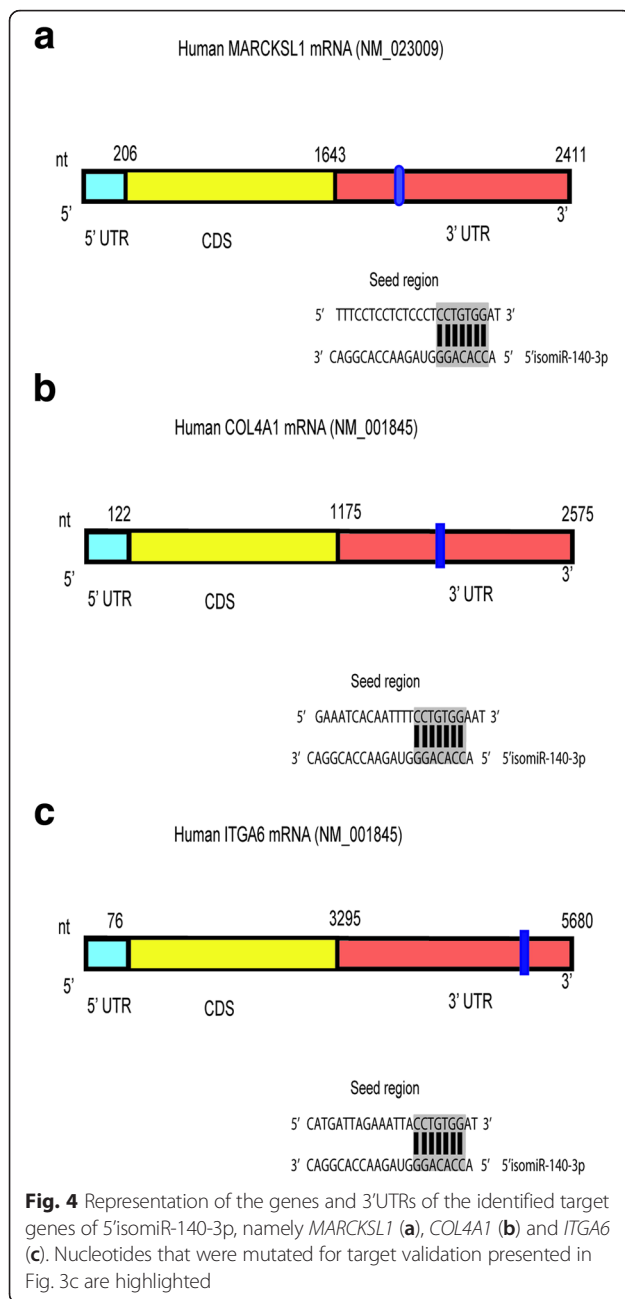 a
Human MARCKSL1 mRNA (NM_023009)
nt 206 1643 2411
5' 3'
5' UTR CDS 3' UTR
Seed region
5' TTTCCTCCTCTCCCTCCTGTGGAT 3'
3' CAGGCACCAAGAUGGGACACCA 5' 5'isomiR-140-3p
b
Human COL4A1 mRNA (NM_001845)
nt 122 1175 2575
5' 3'
5' UTR CDS 3' UTR
Seed region
5' GAAATCACAATTTTCCTGTGGAAT 3'
3' CAGGCACCAAGAUGGGACACCA 5' 5'isomiR-140-3p
c
Human ITGA6 mRNA (NM_001845)
nt 76 3295 5680
5' 3'
5' UTR CDS 3' UTR
Seed region
5' CATGATTAGAAATTACCTGTGGAT 3'
3' CAGGCACCAAGAUGGGACACCA 5' 5'isomiR-140-3p
Fig. 4 Representation of the genes and 3'UTRs of the identified target
genes of 5'isomiR-140-3p, namely MARCKSL1 (a), COL4A1 (b) and ITGA6
(c). Nucleotides that were mutated for target validation presented in
Fig. 3c are highlighted